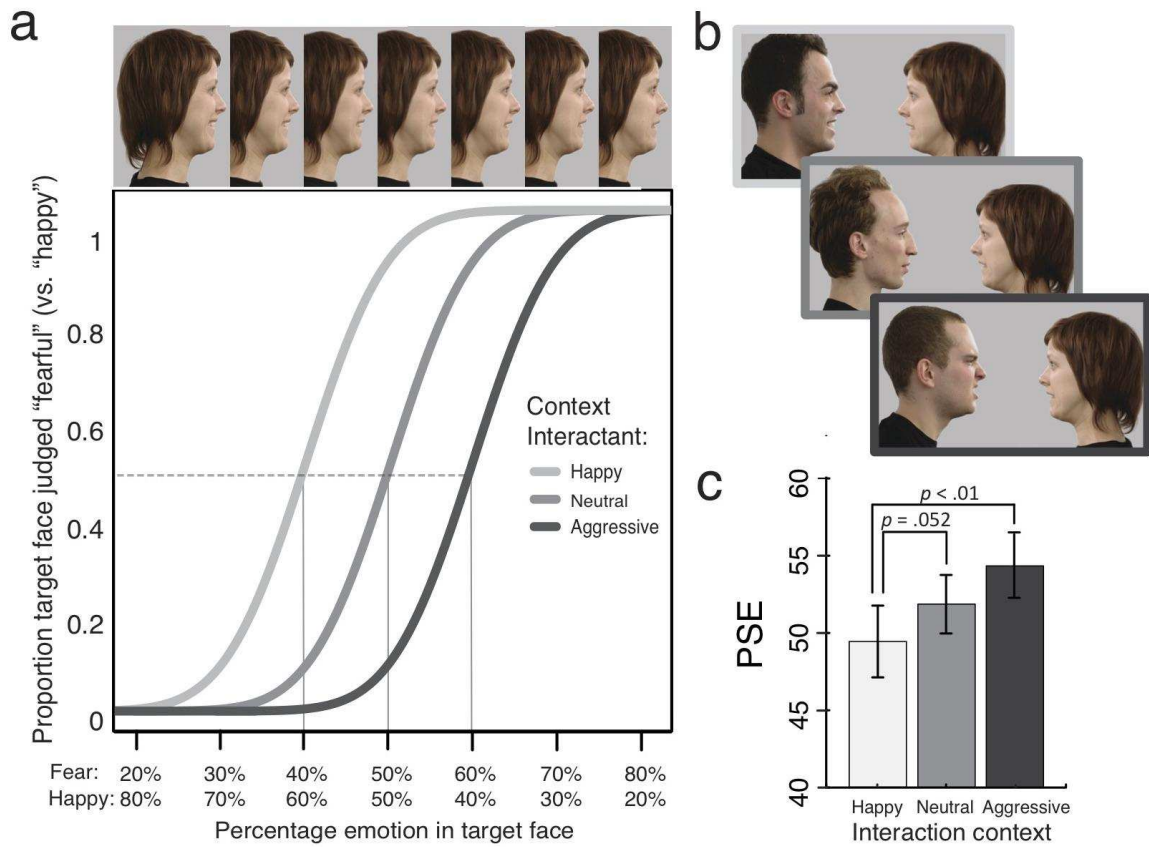 a
Proportion target face judged “fearful” (vs. “happy”)
1
0.8
0.6
0.4
0.2
0
Context
Interactant:
Happy
Neutral
Aggressive
Fear: 20% 30% 40% 50% 60% 70% 80%
Happy: 80% 70% 60% 50% 40% 30% 20%
Percentage emotion in target face
b
c
PSE
60
55
50
45
40
p < .01
p = .052
Happy Neutral Aggressive
Interaction context